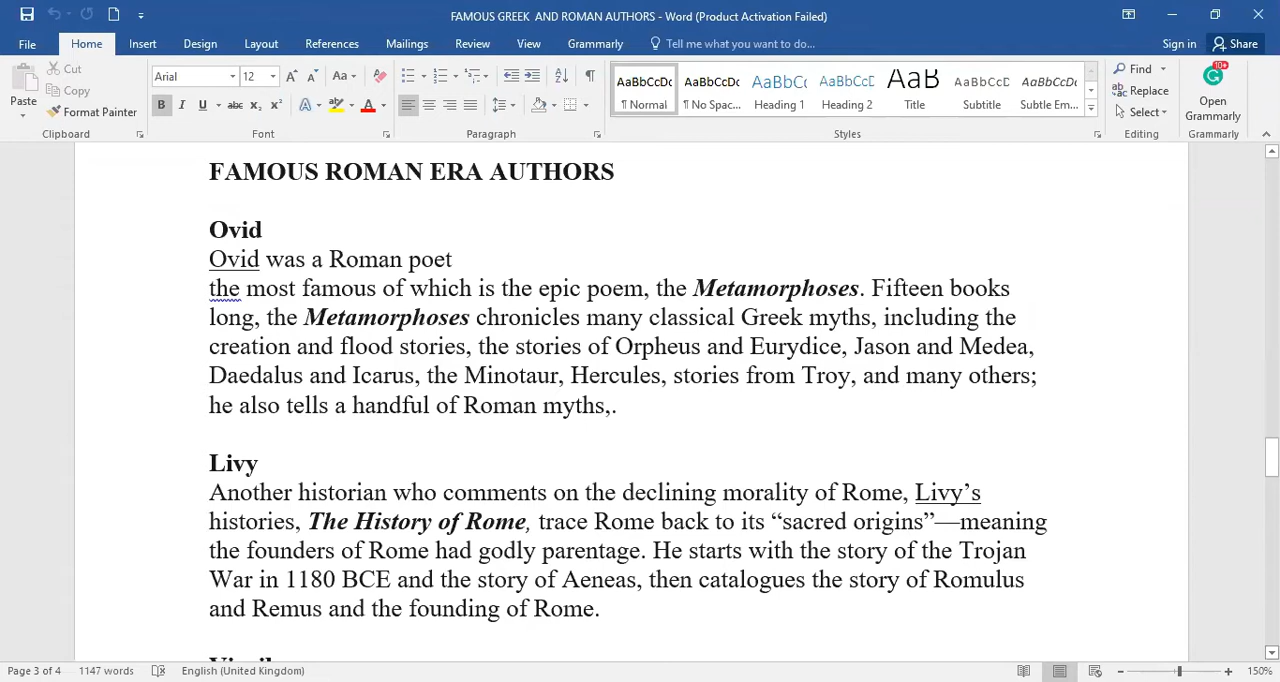 FAMOUS GREEK  AND ROMAN AUTHORS - Word (Product Activation Failed)
File Home Insert Design Layout References Mailings Review View Grammarly Tell me what you want to do... Sign in Share
Paste Cut Copy Format Painter Clipboard
Arial 12 Aa B I U abc x₂ x² A A Font
Paragraph
AaBbCcDc AaBbCcDc AaBbCc AaBbCcD AaB AaBbCcD AaBbCcD
¶ Normal ¶ No Spac... Heading 1 Heading 2 Title Subtitle Subtle Em...
Styles
Find Replace Select Editing
10+
Open Grammarly
Grammarly
FAMOUS ROMAN ERA AUTHORS
Ovid
Ovid was a Roman poet
the most famous of which is the epic poem, the Metamorphoses. Fifteen books
long, the Metamorphoses chronicles many classical Greek myths, including the
creation and flood stories, the stories of Orpheus and Eurydice, Jason and Medea,
Daedalus and Icarus, the Minotaur, Hercules, stories from Troy, and many others;
he also tells a handful of Roman myths,.
Livy
Another historian who comments on the declining morality of Rome, Livy’s
histories, The History of Rome, trace Rome back to its “sacred origins”—meaning
the founders of Rome had godly parentage. He starts with the story of the Trojan
War in 1180 BCE and the story of Aeneas, then catalogues the story of Romulus
and Remus and the founding of Rome.
Page 3 of 4 1147 words English (United Kingdom) 150%